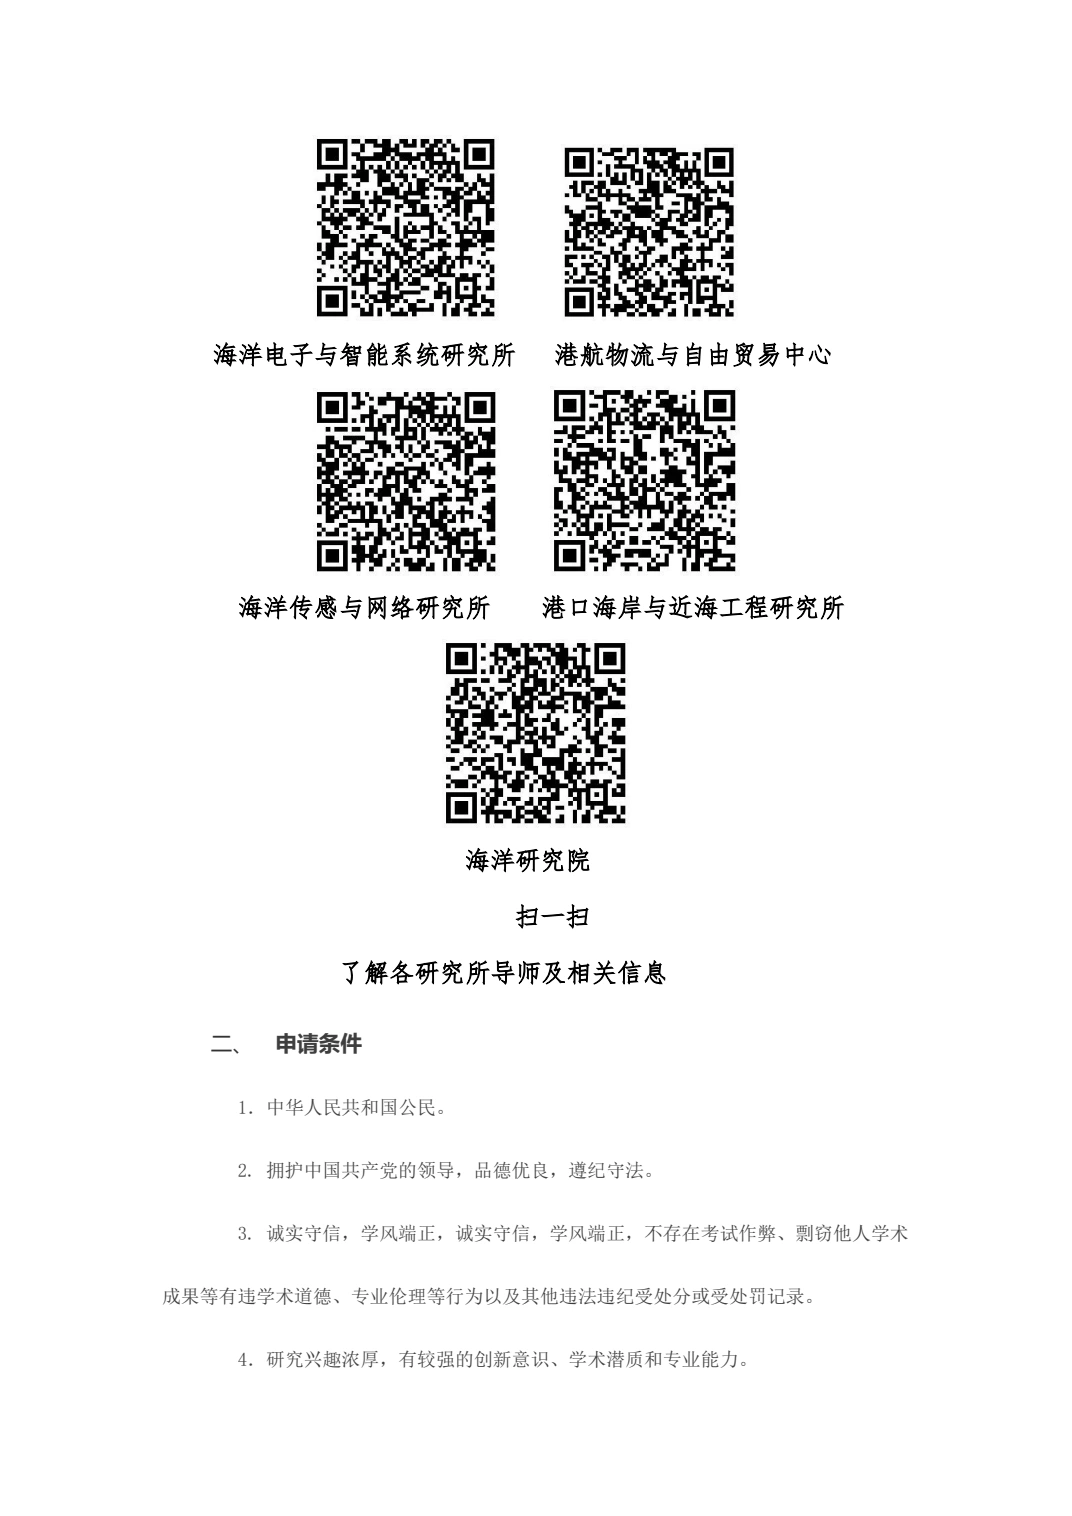 海洋电子与智能系统研究所 港航物流与自由贸易中心
海洋传感与网络研究所 港口海岸与近海工程研究所
海洋研究院
扫一扫
了解各研究所导师及相关信息
二、 申请条件
1. 中华人民共和国公民。
2. 拥护中国共产党的领导，品德优良，遵纪守法。
3. 诚实守信，学风端正，诚实守信，学风端正，不存在考试作弊、剽窃他人学术
成果等有违学术道德、专业伦理等行为以及其他违法违纪受处分或受处罚记录。
4. 研究兴趣浓厚，有较强的创新意识、学术潜质和专业能力。